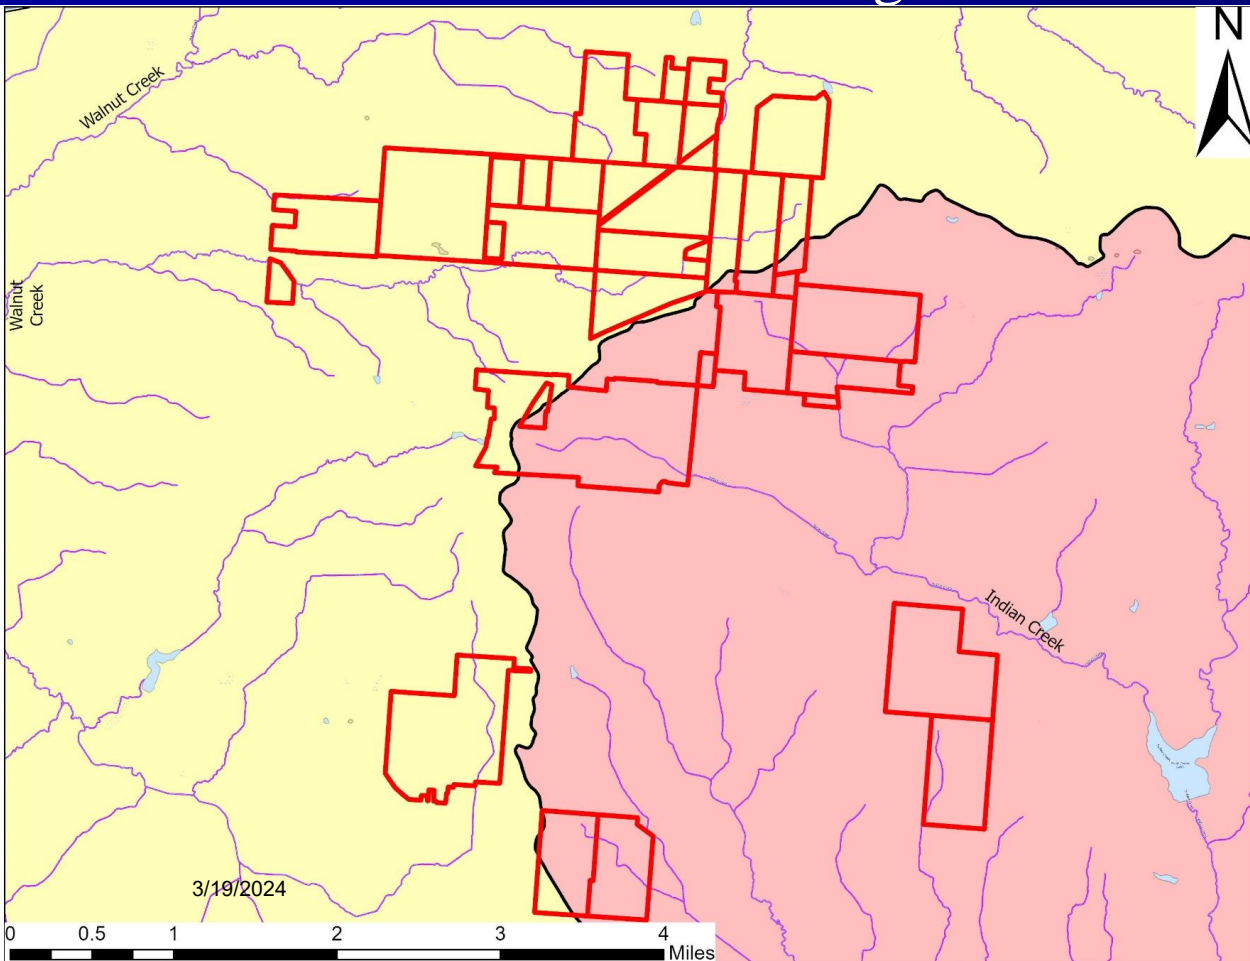 N
Walnut Creek
Walnut
Creek
Indian Creek
3/19/2024
0 0.5 1 2 3 4
Miles